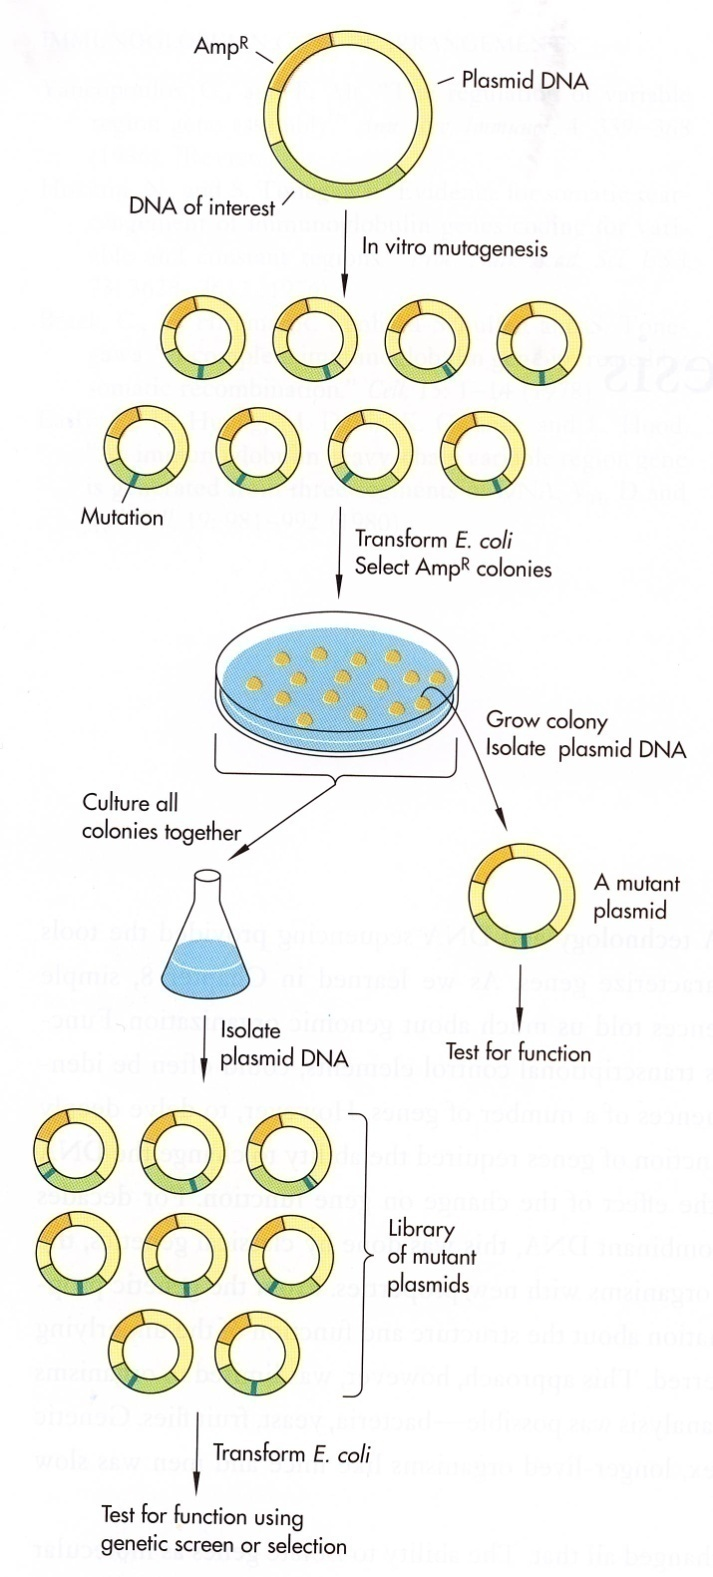 AmpR
Plasmid DNA
DNA of interest
In vitro mutagenesis
Mutation
Transform E. coli
Select AmpR colonies
Grow colony
Isolate plasmid DNA
Culture all
colonies together
A mutant
plasmid
Isolate
plasmid DNA
Test for function
Library
of mutant
plasmids
Transform E. coli
Test for function using
genetic screen or selection